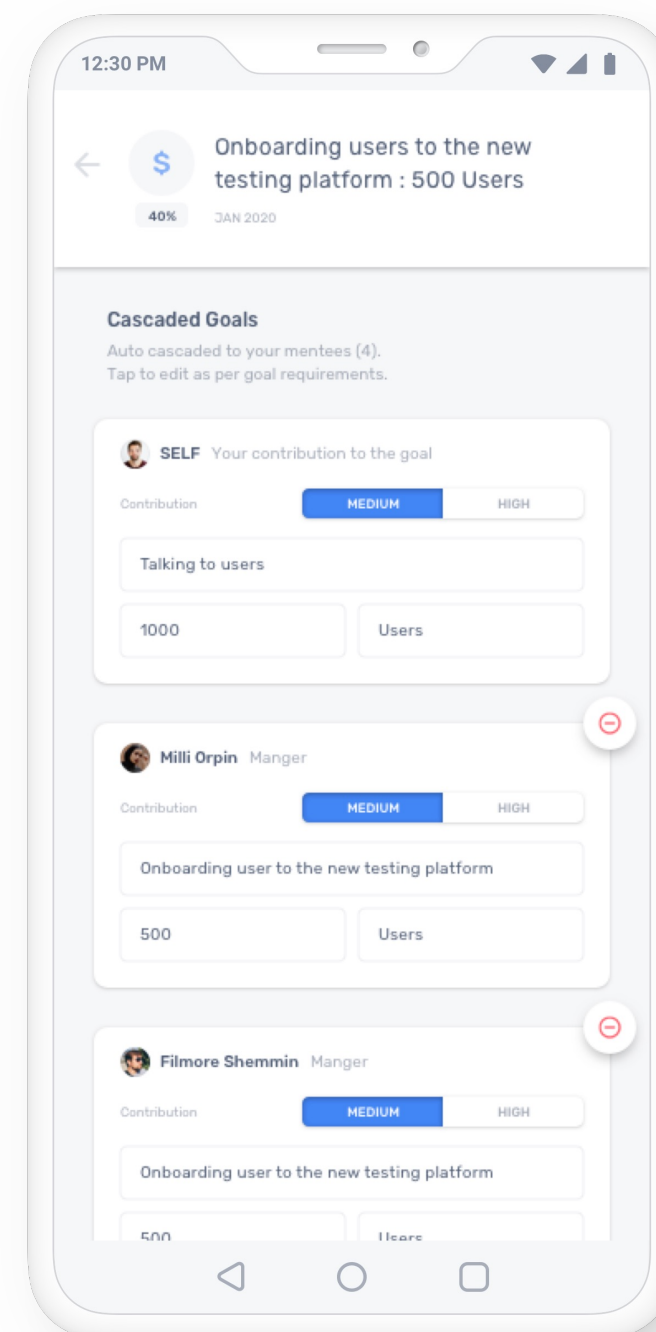 12:30 PM
$
Onboarding users to the new
testing platform : 500 Users
40%
JAN 2020
Cascaded Goals
Auto cascaded to your mentees (4).
Tap to edit as per goal requirements.
SELF Your contribution to the goal
Contribution MEDIUM HIGH
Talking to users
1000 Users
Milli Orpin Manger
Contribution MEDIUM HIGH
Onboarding user to the new testing platform
500 Users
Filmore Shemmin Manger
Contribution MEDIUM HIGH
Onboarding user to the new testing platform
500 Users